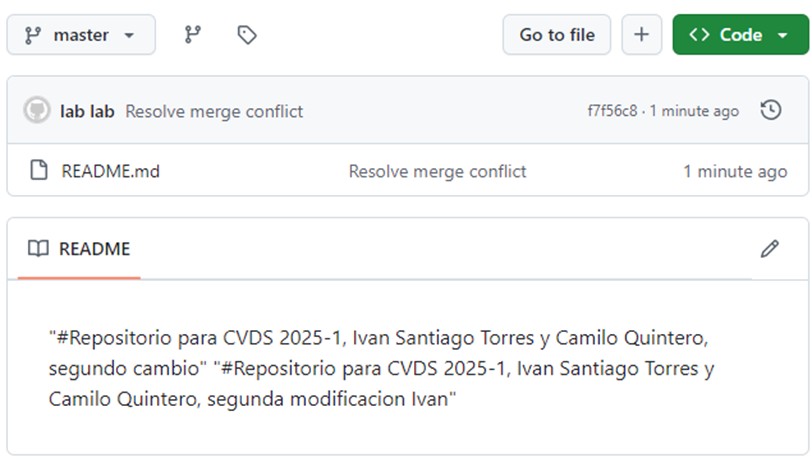 master
Go to file
Code
lab lab Resolve merge conflict f7f56c8 · 1 minute ago
README.md Resolve merge conflict 1 minute ago
README
"#Repositorio para CVDS 2025-1, Ivan Santiago Torres y Camilo Quintero,
segundo cambio" "#Repositorio para CVDS 2025-1, Ivan Santiago Torres y
Camilo Quintero, segunda modificacion Ivan"